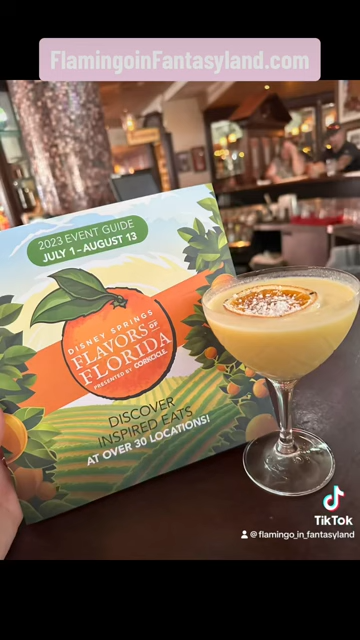 FlamingoinFantasyland.com
2023 EVENT GUIDE
JULY 1 – AUGUST 13
DISNEY SPRINGS
FLAVORS OF
FLORIDA
PRESENTED BY CORKCICLE.
DISCOVER
INSPIRED EATS
AT OVER 30 LOCATIONS!
TikTok
@flamingo_in_fantasyland